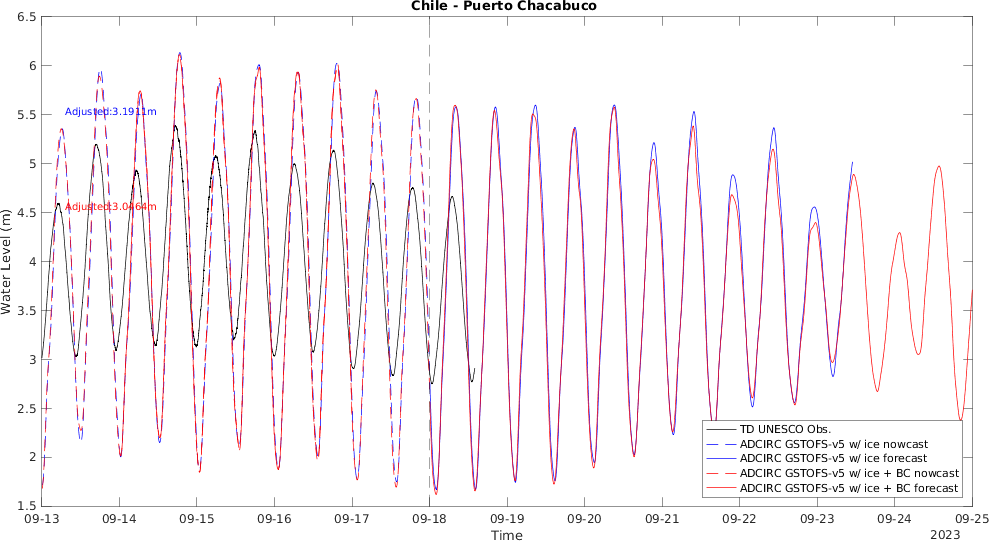 Chile - Puerto Chacabuco
6.5
6
5.5
5
4.5
4
3.5
3
2.5
2
1.5
Water Level (m)
Adjusted:3.1911m
Adjusted:3.0464m
TD UNESCO Obs.
ADCIRC GSTOFS-v5 w/ ice nowcast
ADCIRC GSTOFS-v5 w/ ice forecast
ADCIRC GSTOFS-v5 w/ ice + BC nowcast
ADCIRC GSTOFS-v5 w/ ice + BC forecast
09-13 09-14 09-15 09-16 09-17 09-18 09-19 09-20 09-21 09-22 09-23 09-24 09-25
Time
2023